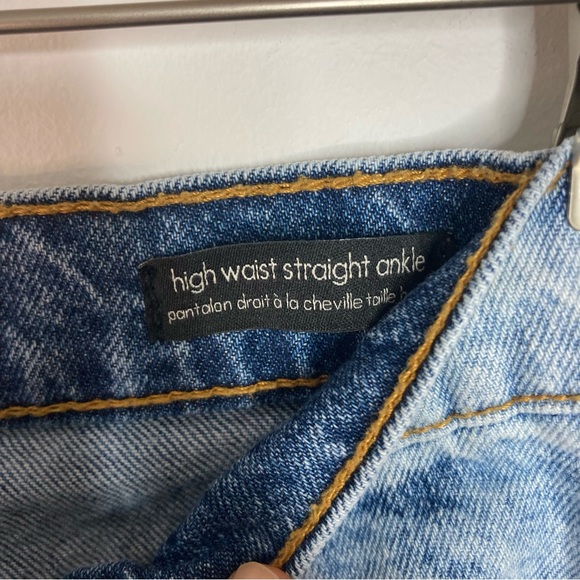 high waist straight ankle
pantalon droit à la cheville taille